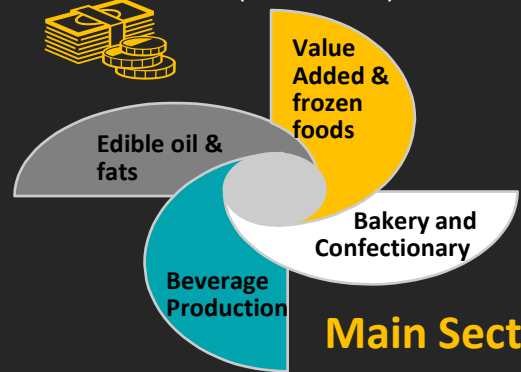 Value
Added &
frozen
foods
Edible oil &
fats
Bakery and
Confectionary
Beverage
Production
Main Sect